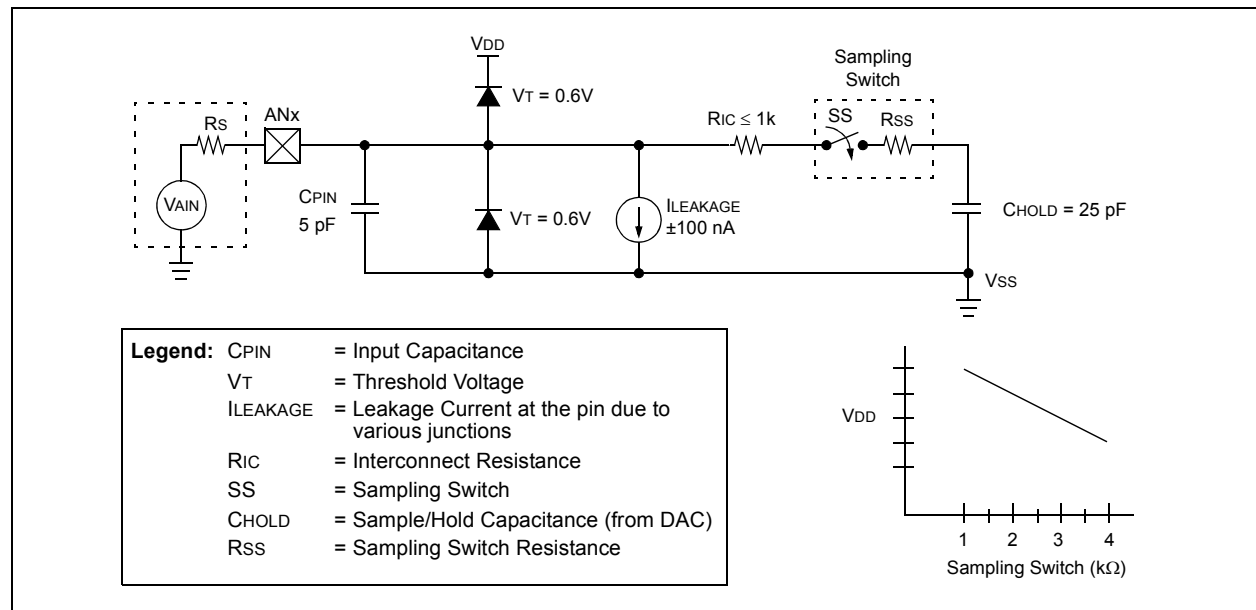 VDD
Sampling
Switch
VT = 0.6V
RS
ANx
RIC ≤ 1k
SS
RSS
VAIN
CPIN
5 pF
VT = 0.6V
ILEAKAGE
±100 nA
CHOLD = 25 pF
VSS
Legend: CPIN = Input Capacitance
VT = Threshold Voltage
ILEAKAGE = Leakage Current at the pin due to
various junctions
RIC = Interconnect Resistance
SS = Sampling Switch
CHOLD = Sample/Hold Capacitance (from DAC)
RSS = Sampling Switch Resistance
VDD
1 2 3 4
Sampling Switch (kΩ)